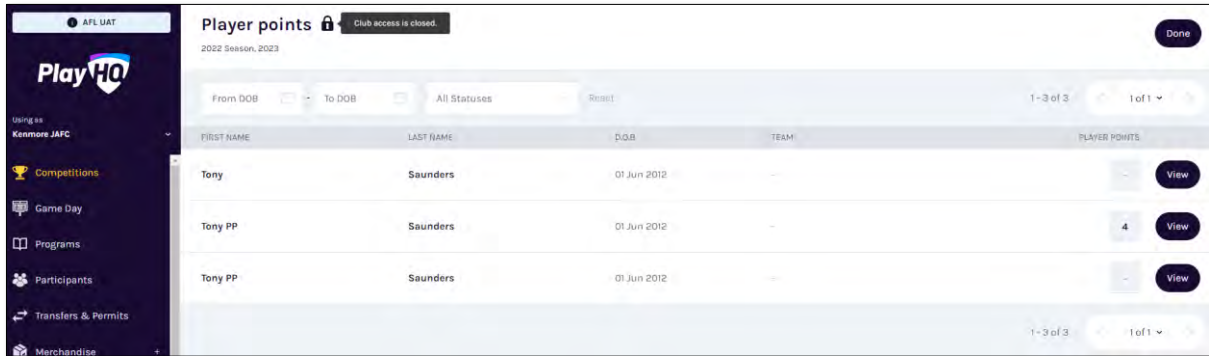 AFL UAT
PlayHQ
Using as
Kenmore JAFC
Competitions
Game Day
Programs
Participants
Transfers & Permits
Merchandise +
Player points
Club access is closed.
2022 Season, 2023
Done
From DOB - To DOB All Statuses Reset 1-3 of 3 1 of 1
FIRST NAME LAST NAME D.O.B TEAM PLAYER POINTS
Tony Saunders 01 Jun 2012 - - View
Tony PP Saunders 01 Jun 2012 - 4 View
Tony PP Saunders 01 Jun 2012 - - View
1-3 of 3 1 of 1